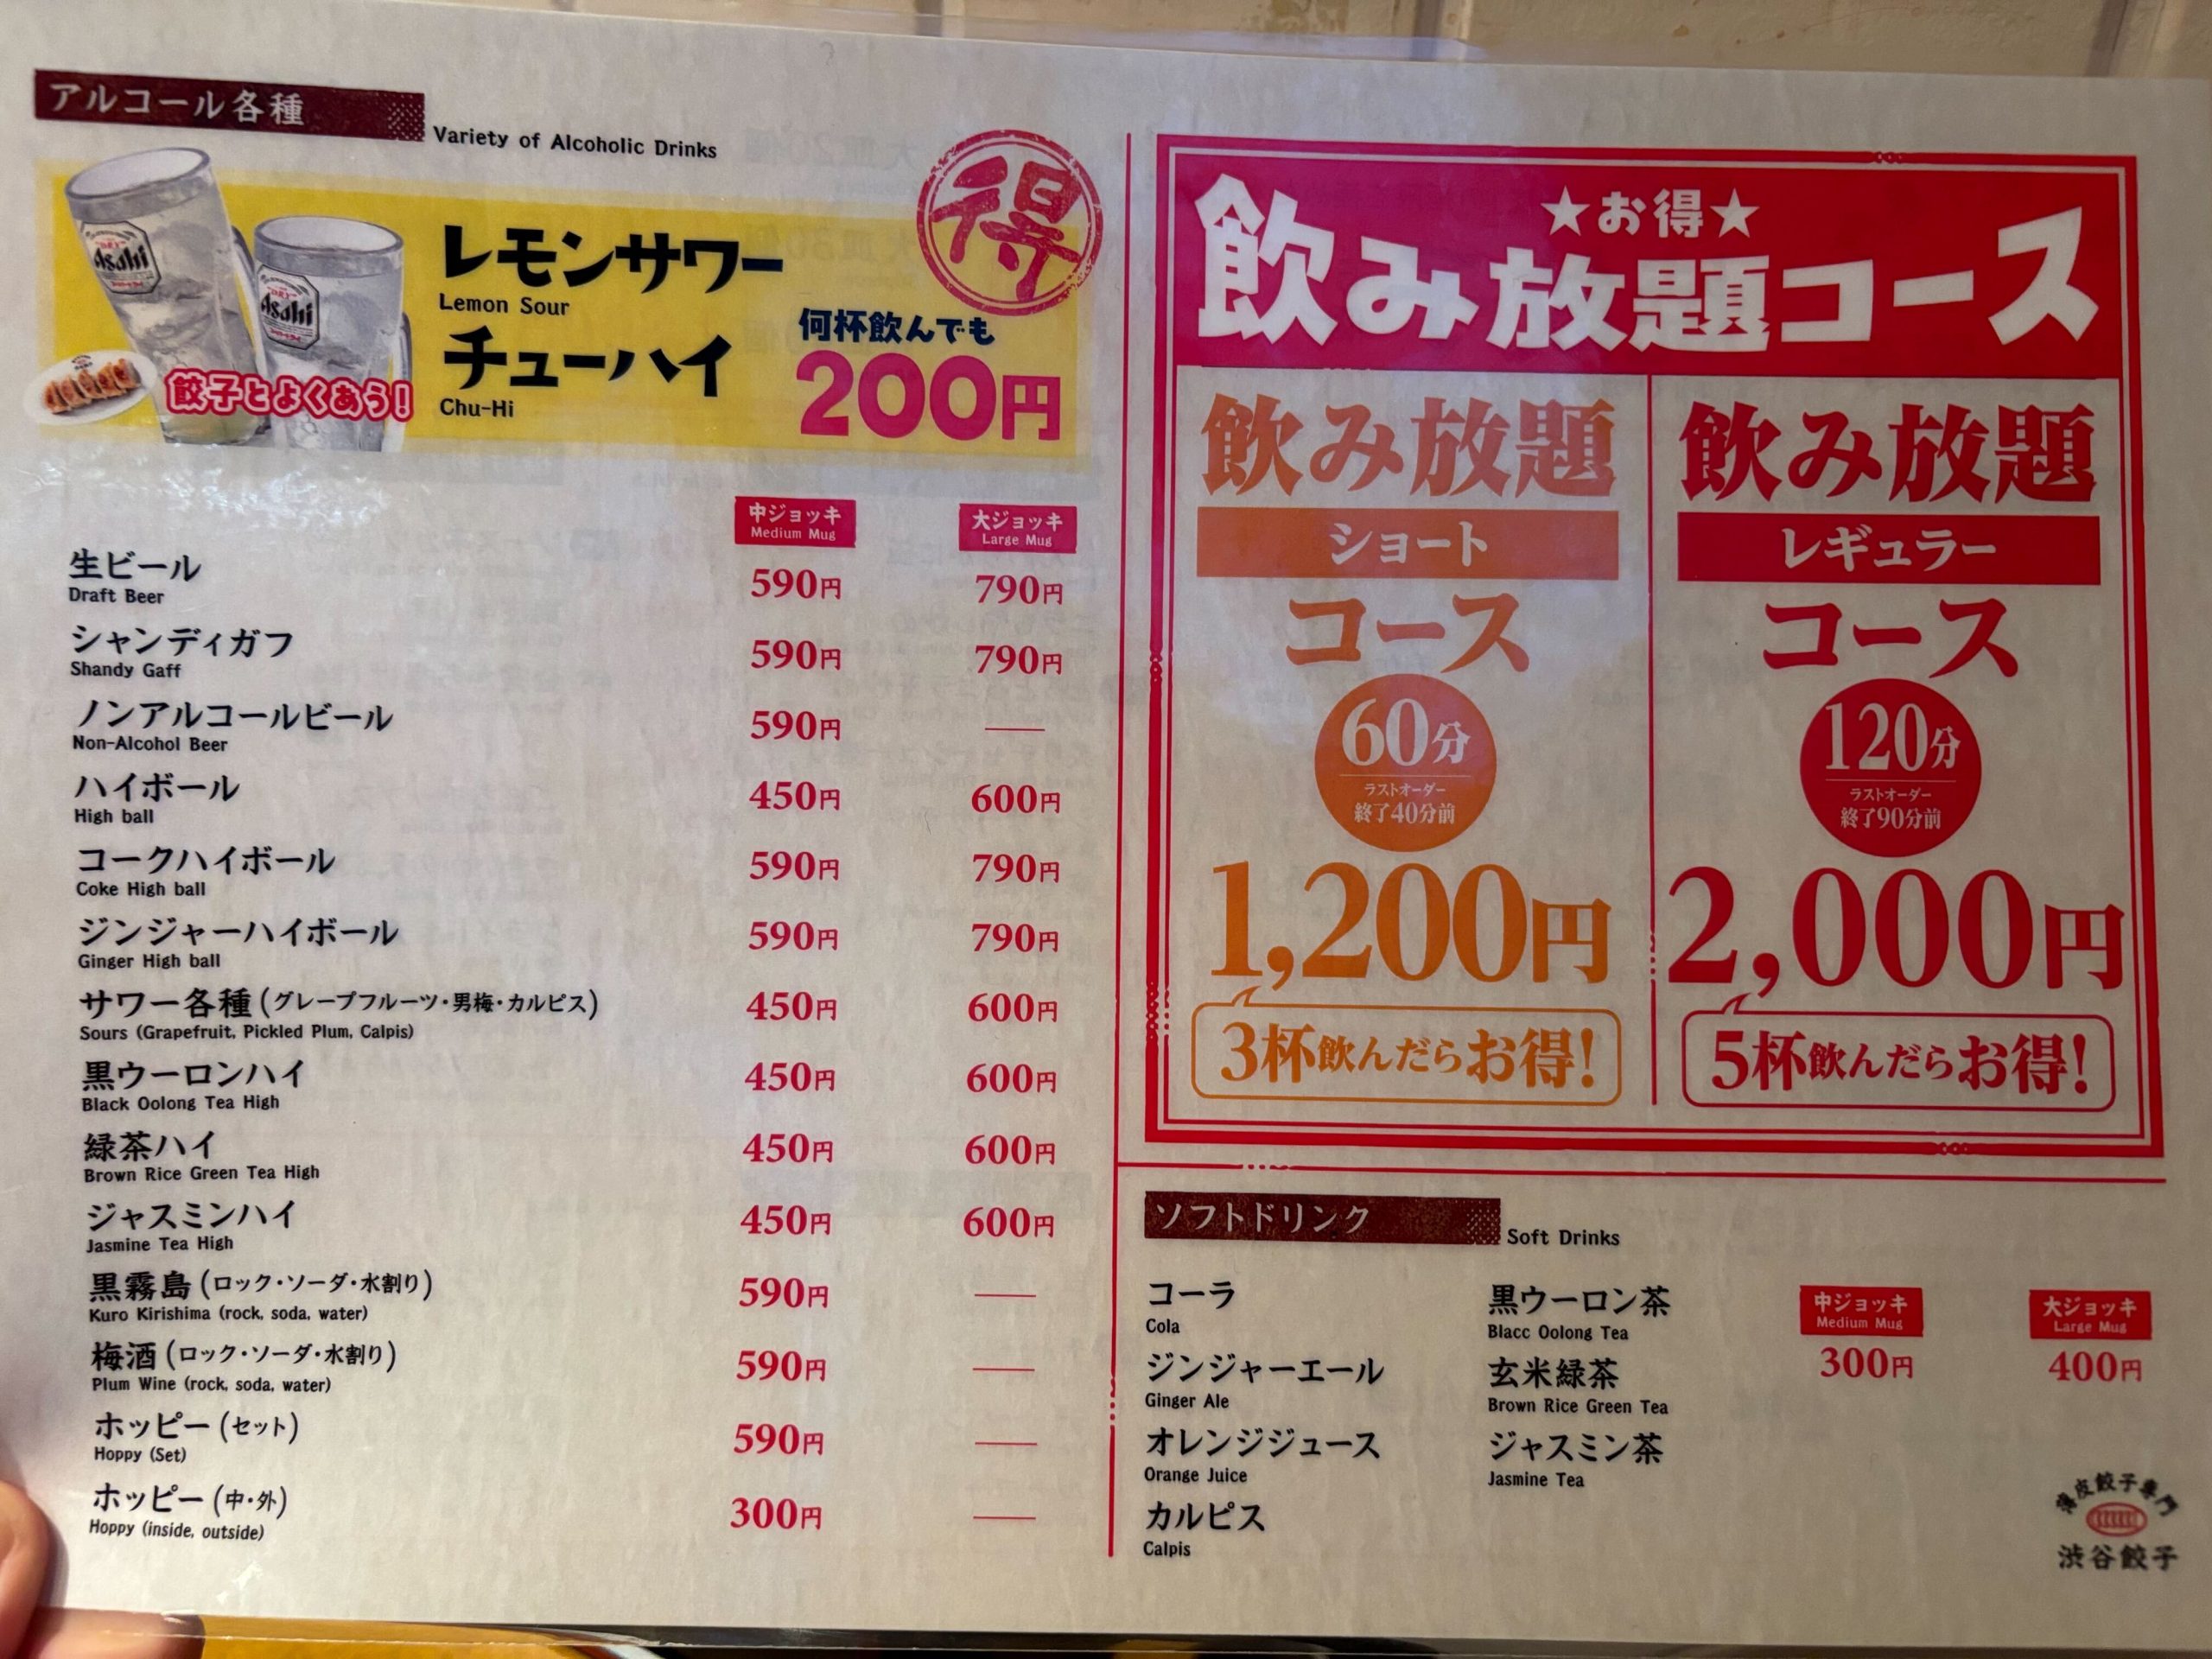 アルコール各種
Variety of Alcoholic Drinks
レモンサワー
Lemon Sour
チューハイ
Chu-Hi
得
何杯飲んでも
200円
餃子とよくあう!
Asahi
Asahi
中ジョッキ
Medium Mug
大ジョッキ
Large Mug
生ビール 590円 790円
Draft Beer
シャンディガフ 590円 790円
Shandy Gaff
ノンアルコールビール 590円 —
Non-Alcohol Beer
ハイボール 450円 600円
High ball
コークハイボール 590円 790円
Coke High ball
ジンジャーハイボール 590円 790円
Ginger High ball
サワー各種(グレープフルーツ・男梅・カルピス) 450円 600円
Sours (Grapefruit, Pickled Plum, Calpis)
黒ウーロンハイ 450円 600円
Black Oolong Tea High
緑茶ハイ 450円 600円
Brown Rice Green Tea High
ジャスミンハイ 450円 600円
Jasmine Tea High
黒霧島(ロック・ソーダ・水割り) 590円 —
Kuro Kirishima (rock, soda, water)
梅酒(ロック・ソーダ・水割り) 590円 —
Plum Wine (rock, soda, water)
ホッピー(セット) 590円 —
Hoppy (Set)
ホッピー(中・外) 300円 —
Hoppy (inside, outside)
★お得★
飲み放題コース
飲み放題
ショート
コース
60分
ラストオーダー
終了40分前
1,200円
3杯飲んだらお得!
飲み放題
レギュラー
コース
120分
ラストオーダー
終了90分前
2,000円
5杯飲んだらお得!
ソフトドリンク
Soft Drinks
中ジョッキ
Medium Mug
300円
大ジョッキ
Large Mug
400円
コーラ
Cola
ジンジャーエール
Ginger Ale
オレンジジュース
Orange Juice
カルピス
Calpis
黒ウーロン茶
Blacc Oolong Tea
玄米緑茶
Brown Rice Green Tea
ジャスミン茶
Jasmine Tea
薄皮餃子専門
渋谷餃子